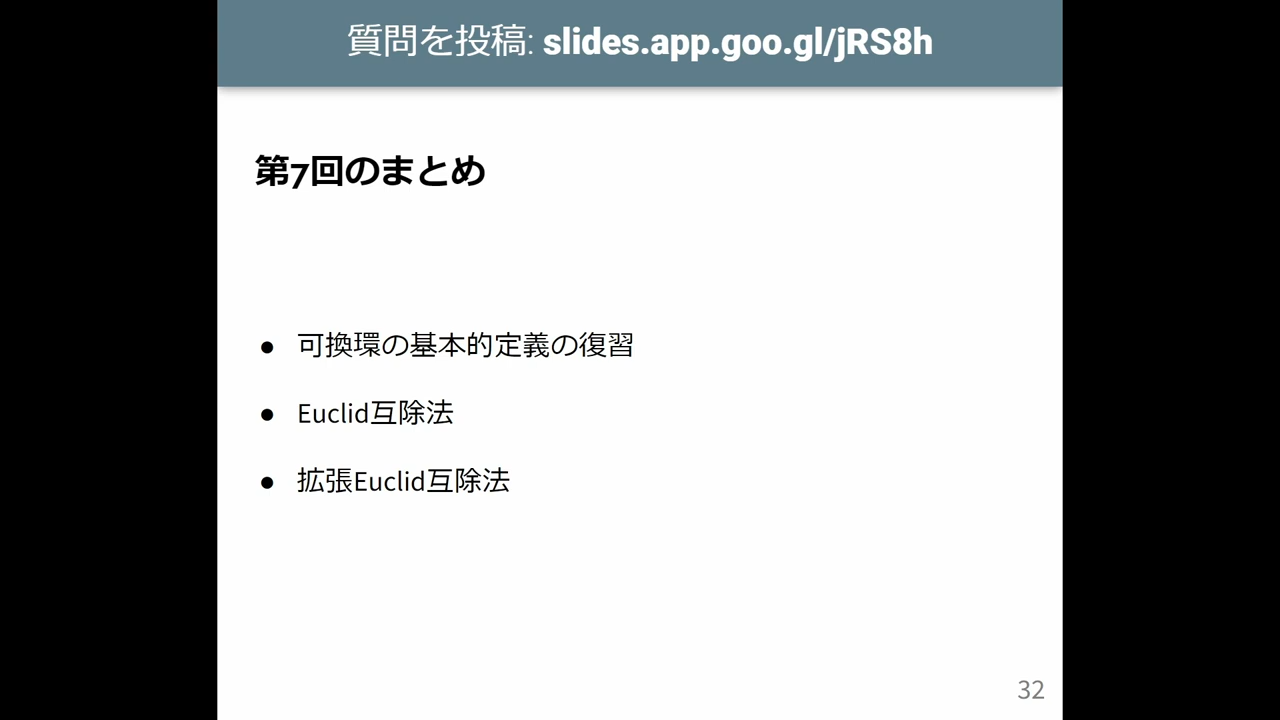 質問を投稿: slides.app.goo.gl/jRS8h
第7回のまとめ
● 可換環の基本的定義の復習
● Euclid互除法
● 拡張Euclid互除法
32